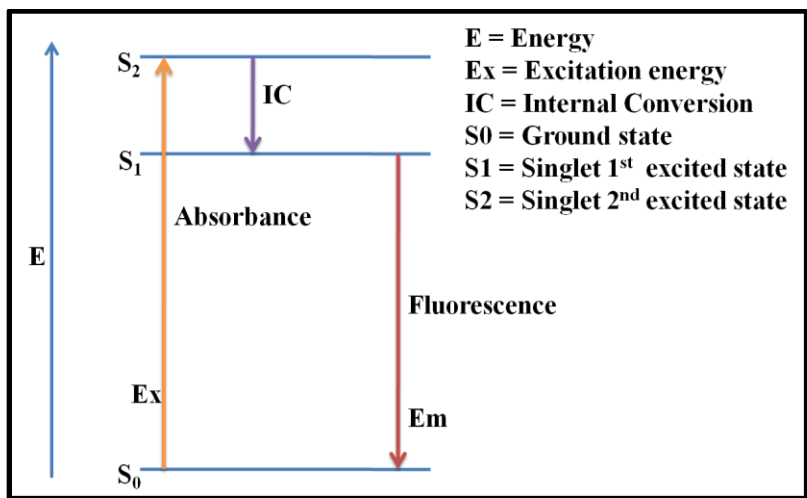 E = Energy
Ex = Excitation energy
IC = Internal Conversion
S0 = Ground state
S1 = Singlet 1st excited state
S2 = Singlet 2nd excited state
S2
IC
S1
Absorbance
E
Fluorescence
Ex
Em
S0